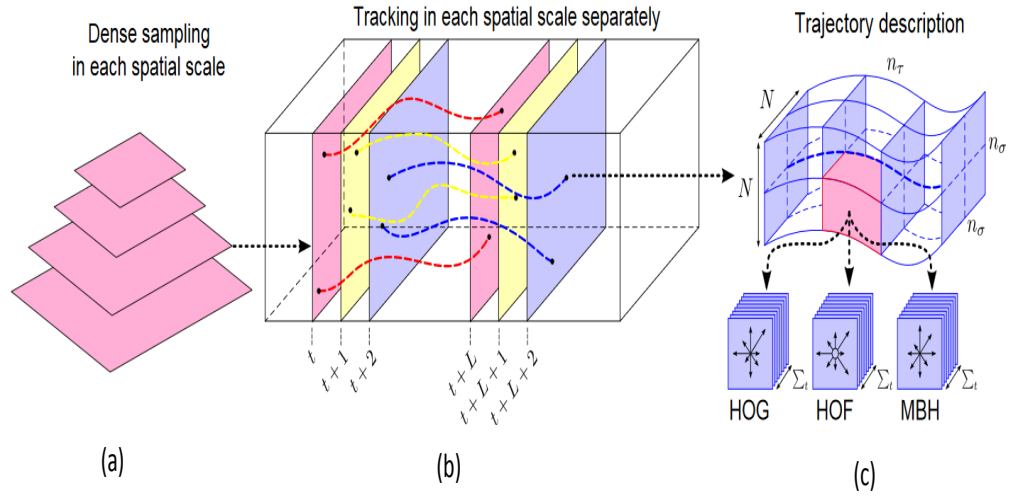 Dense sampling
in each spatial scale
Tracking in each spatial scale separately
Trajectory description
t
t + 1
t + 2
t + L
t + L + 1
t + L + 2
N
N
nτ
nσ
nσ
Σt
Σt
Σt
HOG
HOF
MBH
(a)
(b)
(c)